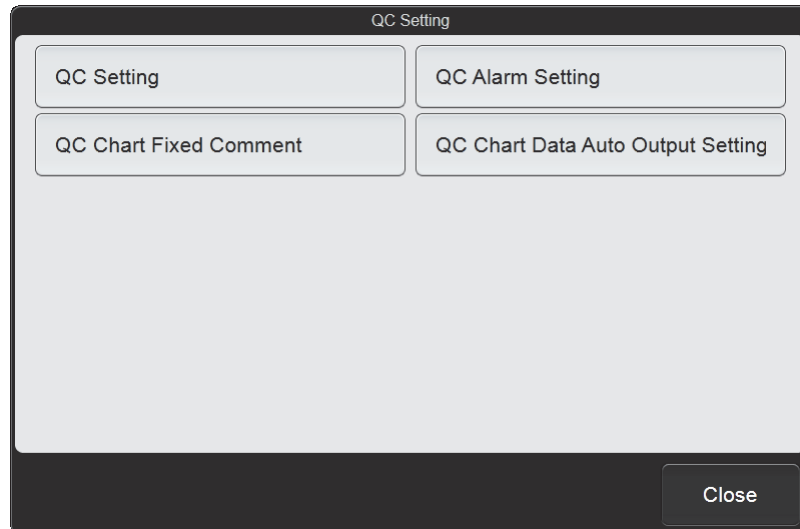 QC Setting
QC Setting
QC Alarm Setting
QC Chart Fixed Comment
QC Chart Data Auto Output Setting
Close